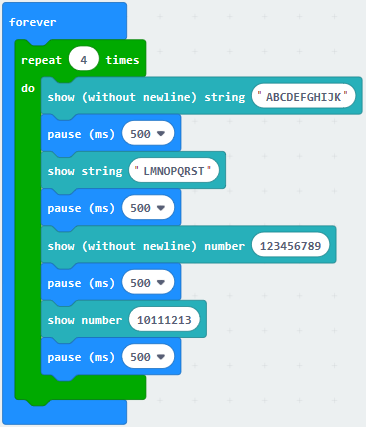 forever
repeat 4 times
do
show (without newline) string "ABCDEFGHIJK"
pause (ms) 500
show string "LMNOPQRST"
pause (ms) 500
show (without newline) number 123456789
pause (ms) 500
show number 10111213
pause (ms) 500